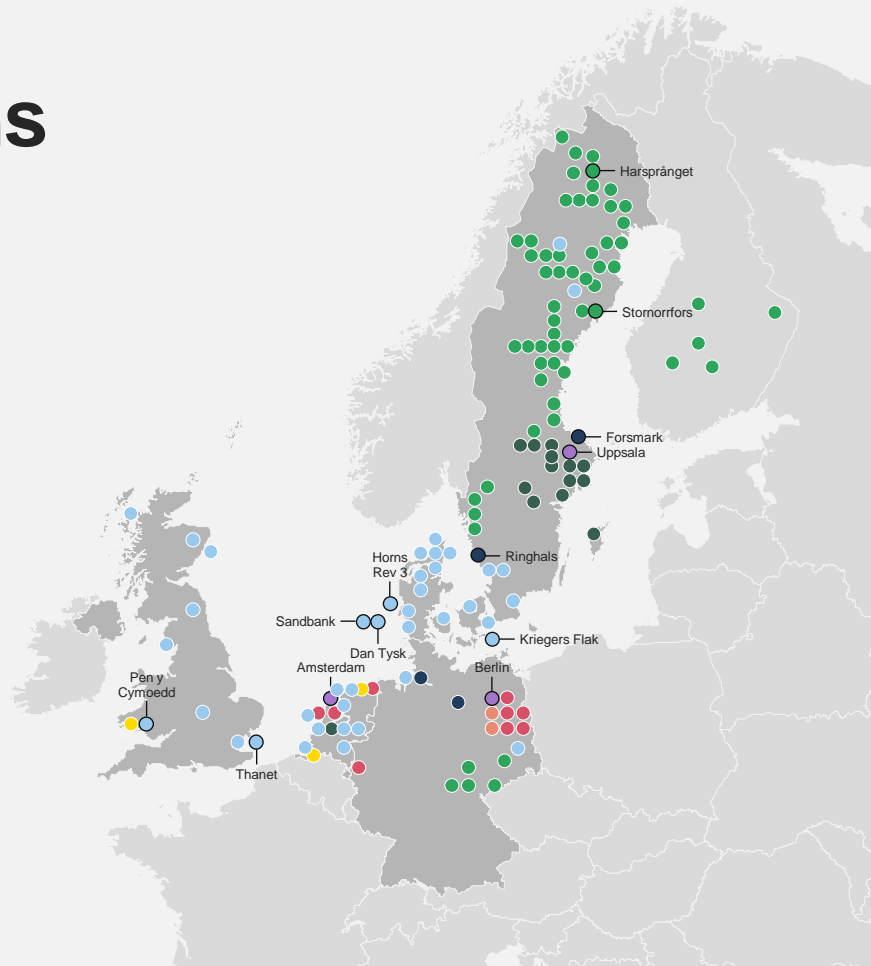 s
Harsprånget
Stornorrfors
Forsmark
Uppsala
Ringhals
Horns
Rev 3
Sandbank
Dan Tysk
Kriegers Flak
Amsterdam
Berlin
Pen y
Cymoedd
Thanet